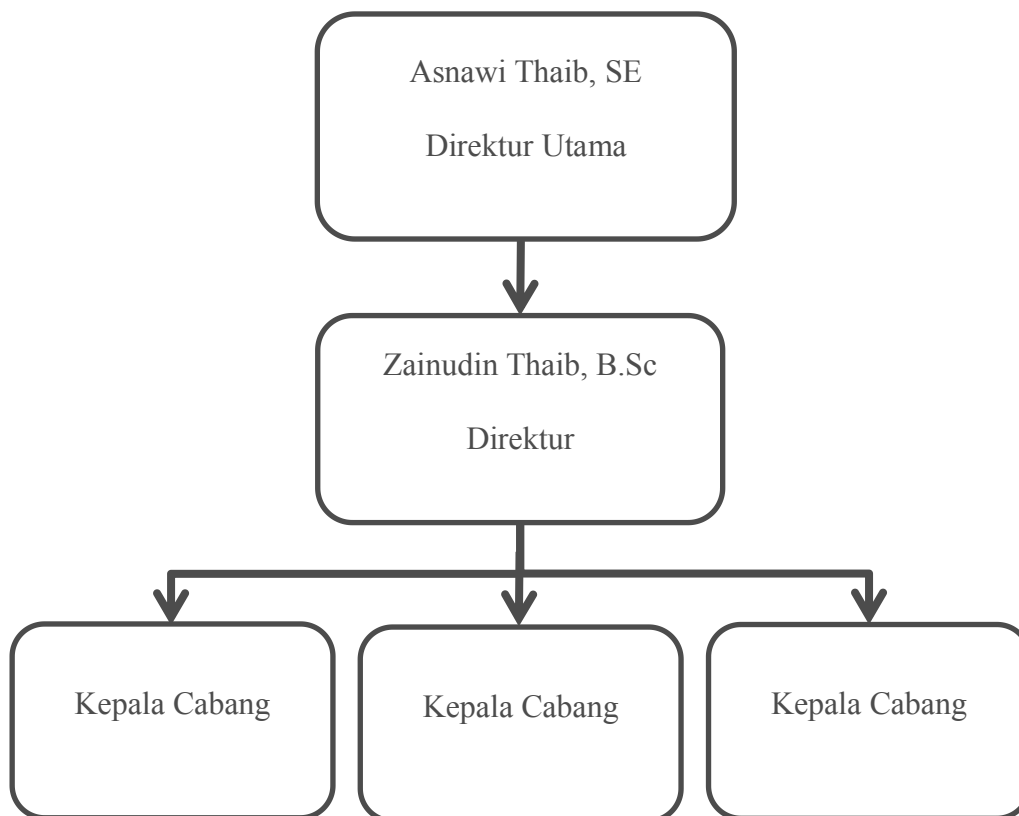 Asnawi Thaib, SE
Direktur Utama
Zainudin Thaib, B.Sc
Direktur
Kepala Cabang
Kepala Cabang
Kepala Cabang